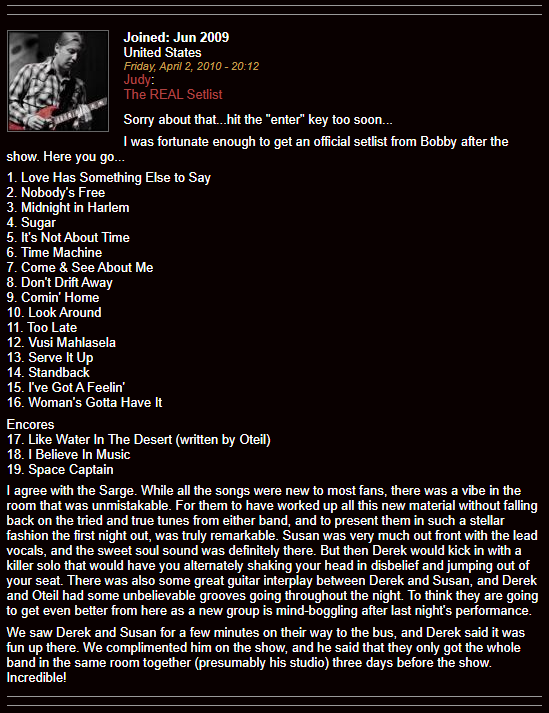 Joined: Jun 2009
United States
Friday, April 2, 2010 - 20:12
Judy:
The REAL Setlist
Sorry about that...hit the "enter" key too soon...
I was fortunate enough to get an official setlist from Bobby after the
show. Here you go...
1. Love Has Something Else to Say
2. Nobody's Free
3. Midnight in Harlem
4. Sugar
5. It's Not About Time
6. Time Machine
7. Come & See About Me
8. Don't Drift Away
9. Comin' Home
10. Look Around
11. Too Late
12. Vusi Mahlasela
13. Serve It Up
14. Standback
15. I've Got A Feelin'
16. Woman's Gotta Have It
Encores
17. Like Water In The Desert (written by Oteil)
18. I Believe In Music
19. Space Captain
I agree with the Sarge. While all the songs were new to most fans, there was a vibe in the
room that was unmistakable. For them to have worked up all this new material without falling
back on the tried and true tunes from either band, and to present them in such a stellar
fashion the first night out, was truly remarkable. Susan was very much out front with the lead
vocals, and the sweet soul sound was definitely there. But then Derek would kick in with a
killer solo that would have you alternately shaking your head in disbelief and jumping out of
your seat. There was also some great guitar interplay between Derek and Susan, and Derek
and Oteil had some unbelievable grooves going throughout the night. To think they are going
to get even better from here as a new group is mind-boggling after last night's performance.
We saw Derek and Susan for a few minutes on their way to the bus, and Derek said it was
fun up there. We complimented him on the show, and he said that they only got the whole
band in the same room together (presumably his studio) three days before the show.
Incredible!